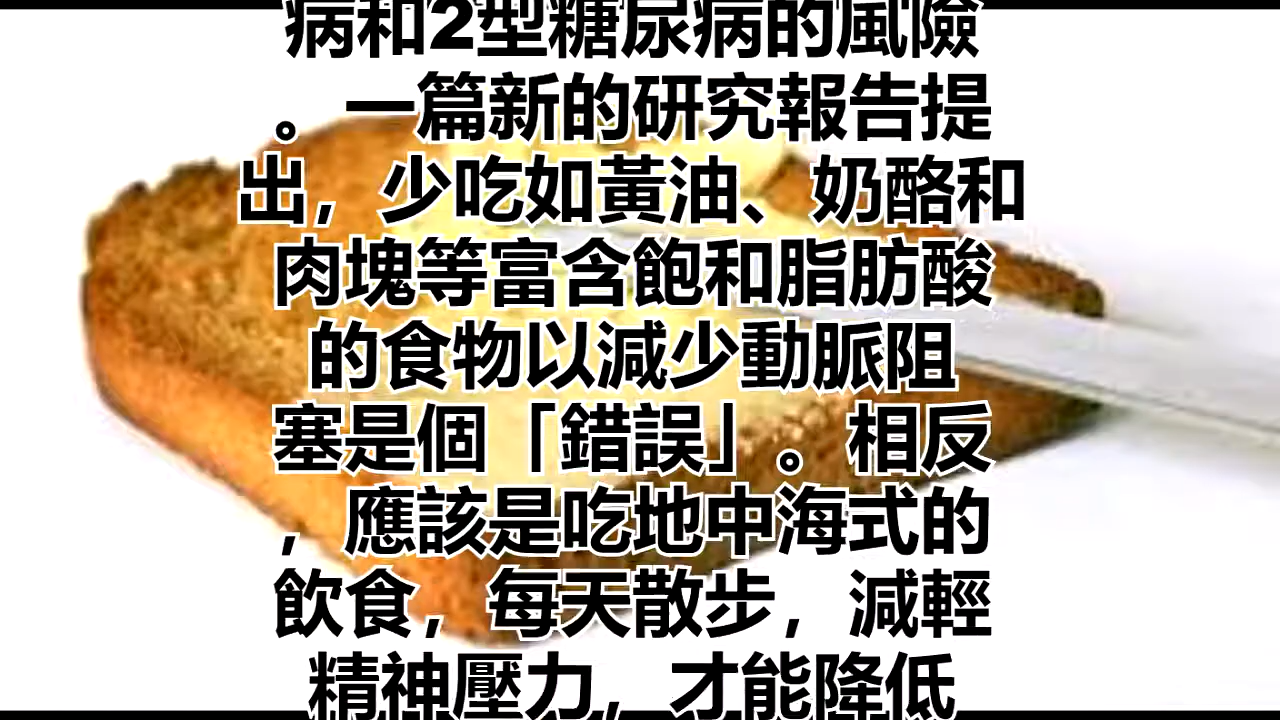 病和2型糖尿病的風險
。一篇新的研究報告提
出，少吃如黃油、奶酪和
肉塊等富含飽和脂肪酸
的食物以減少動脈阻
塞是個「錯誤」。相反
，應該是吃地中海式的
飲食，每天散步，減輕
精神壓力，才能降低